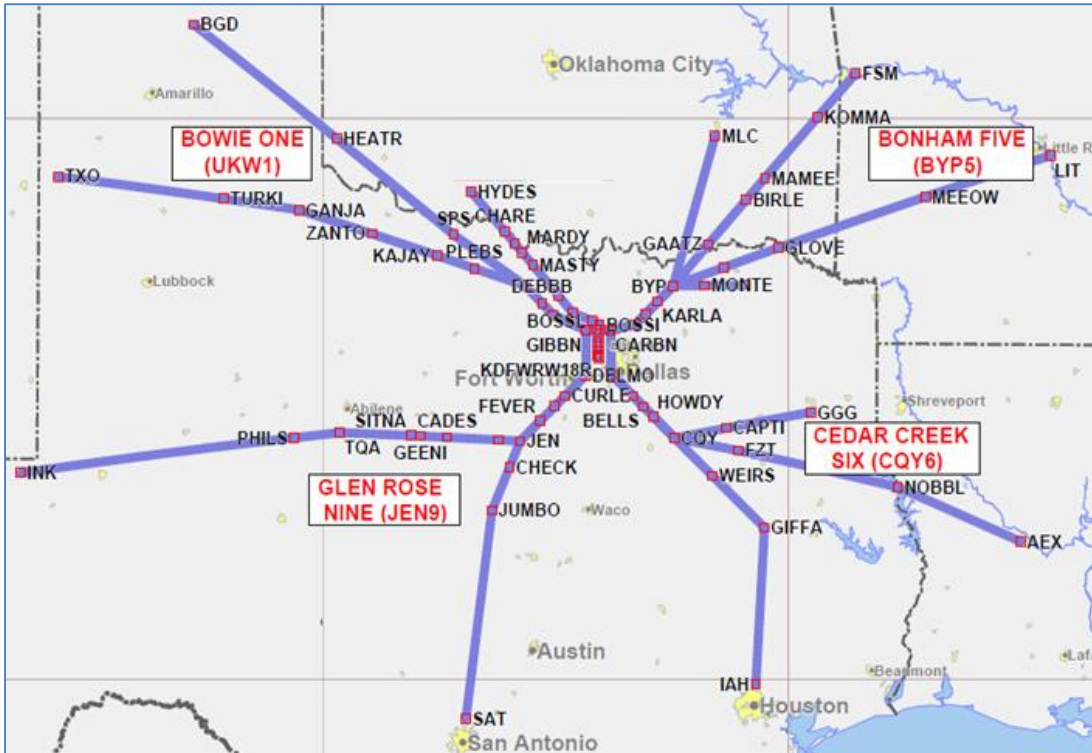 BGD
Oklahoma City
FSM
Amarillo
KOMMA
BOWIE ONE
(UKW1)
HEATR
MLC
BONHAM FIVE
(BYP5)
LIT
TXO
TURKI
HYDES
MAMEE
BIRLE
MEEOW
GANJA
CHARE
ZANTO
SPS
MARDY
GAATZ
GLOVE
KAJAY
PLEBS
MASTY
Lubbock
DEBBB
BYP
MONTE
BOSSL
BOSSI
KARLA
GIBBN
CARBN
KDFWRW18R
DELMO
Fort Worth
CURLE
HOWDY
Abilene
FEVER
BELLS
GGG
Shreveport
SITNA
CADES
CAPTI
PHILS
TQA
GEENI
JEN
CQY
FZT
CEDAR CREEK
SIX (CQY6)
INK
CHECK
WEIRS
NOBBL
GLEN ROSE
NINE (JEN9)
JUMBO
Waco
GIFFA
AEX
Austin
Beaumont
IAH
Houston
SAT
San Antonio